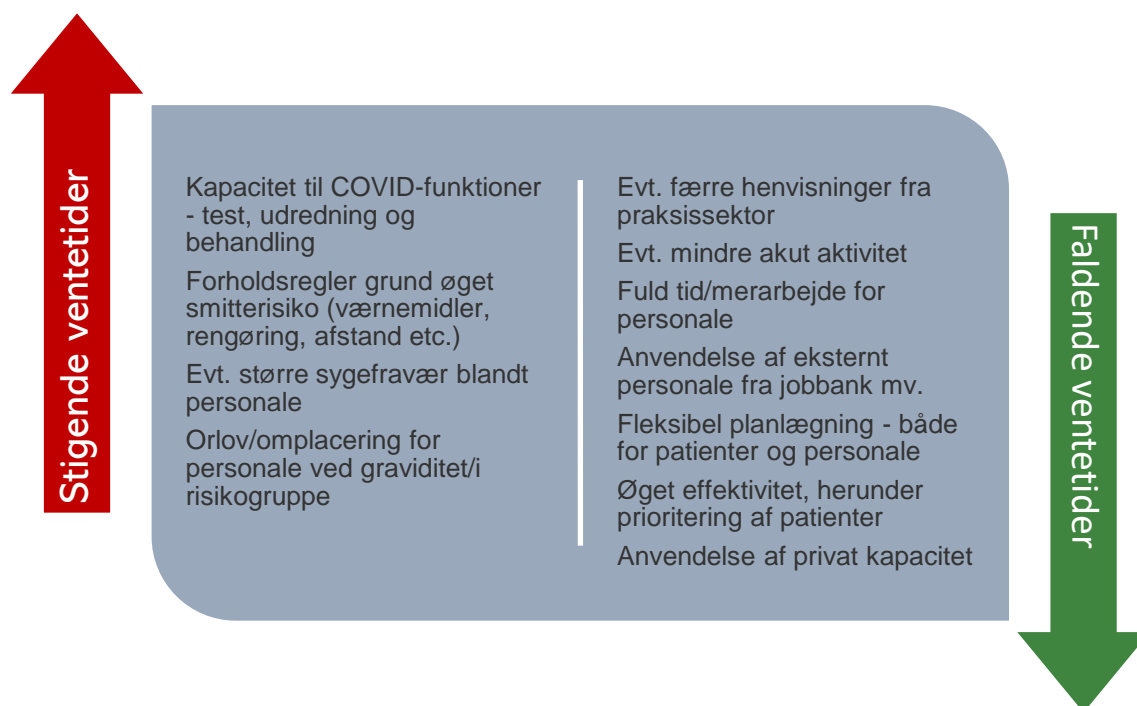 Stigende ventetider
Kapacitet til COVID-funktioner
- test, udredning og
behandling
Forholdsregler grund øget
smitterisiko (værnemidler,
rengøring, afstand etc.)
Evt. større sygefravær blandt
personale
Orlov/omplacering for
personale ved graviditet/i
risikogruppe
Evt. færre henvisninger fra
praksissektor
Evt. mindre akut aktivitet
Fuld tid/merarbejde for
personale
Anvendelse af eksternt
personale fra jobbank mv.
Fleksibel planlægning - både
for patienter og personale
Øget effektivitet, herunder
prioritering af patienter
Anvendelse af privat kapacitet
Faldende ventetider